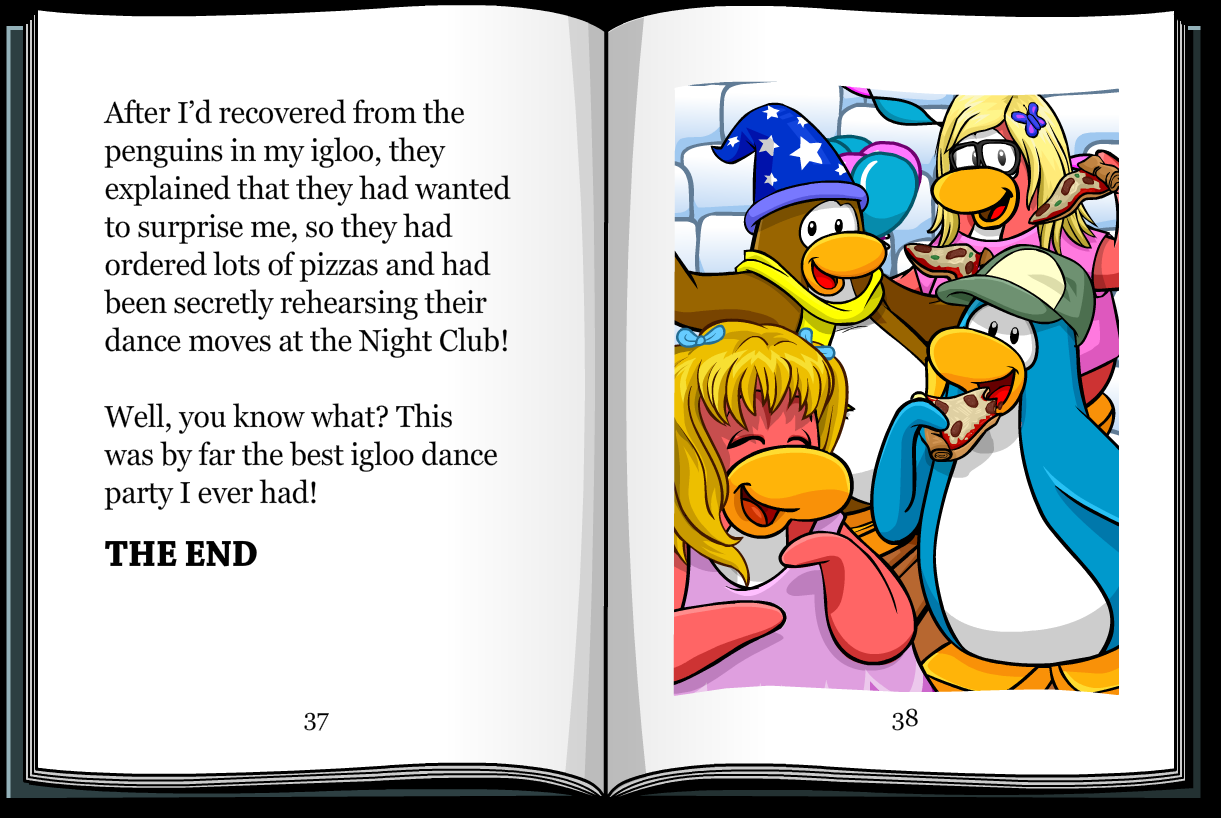 After I’d recovered from the
penguins in my igloo, they
explained that they had wanted
to surprise me, so they had
ordered lots of pizzas and had
been secretly rehearsing their
dance moves at the Night Club!
Well, you know what? This
was by far the best igloo dance
party I ever had!
THE END
37
38